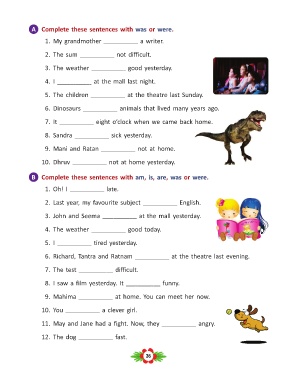 A Complete these sentences with was or were.
1. My grandmother __________ a writer.
2. The sum __________ not difficult.
3. The weather __________ good yesterday.
4. I __________ at the mall last night.
5. The children __________ at the theatre last Sunday.
6. Dinosaurs __________ animals that lived many years ago.
7. It __________ eight o'clock when we came back home.
8. Sandra __________ sick yesterday.
9. Mani and Ratan __________ not at home.
10. Dhruv __________ not at home yesterday.
B Complete these sentences with am, is, are, was or were.
1. Oh! I __________ late.
2. Last year, my favourite subject __________ English.
3. John and Seema __________ at the mall yesterday.
4. The weather __________ good today.
5. I __________ tired yesterday.
6. Richard, Tantra and Ratnam __________ at the theatre last evening.
7. The test __________ difficult.
8. I saw a film yesterday. It __________ funny.
9. Mahima __________ at home. You can meet her now.
10. You __________ a clever girl.
11. May and Jane had a fight. Now, they __________ angry.
12. The dog __________ fast.
36